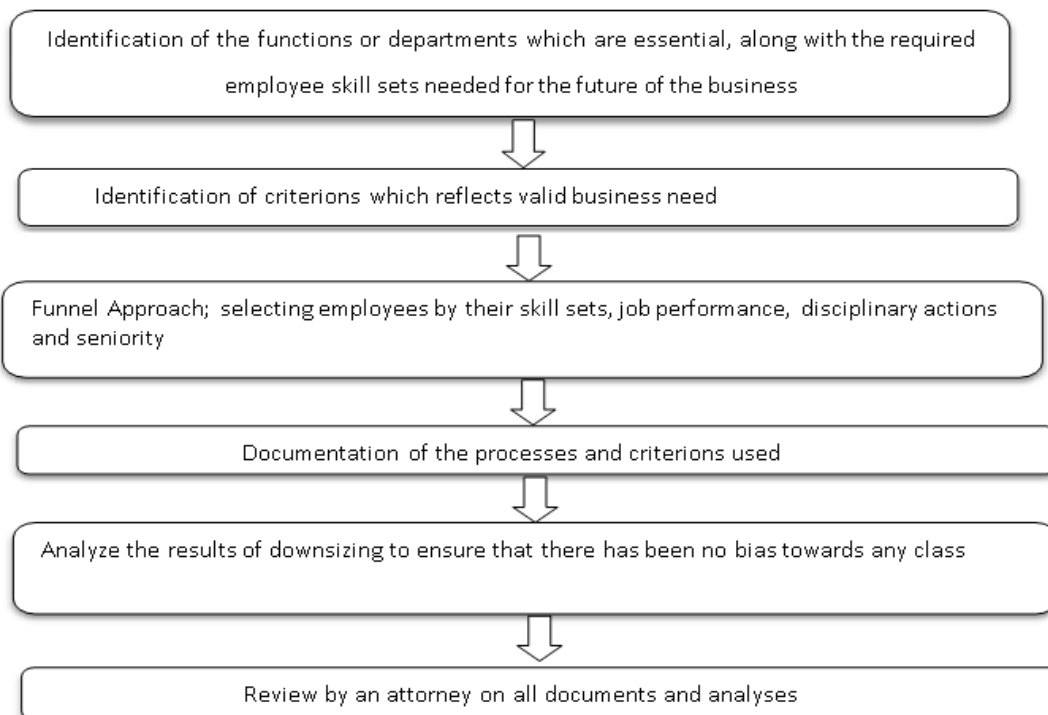 Identification of the functions or departments which are essential, along with the required
employee skill sets needed for the future of the business
Identification of criterions which reflects valid business need
Funnel Approach; selecting employees by their skill sets, job performance, disciplinary actions
and seniority
Documentation of the processes and criterions used
Analyze the results of downsizing to ensure that there has been no bias towards any class
Review by an attorney on all documents and analyses